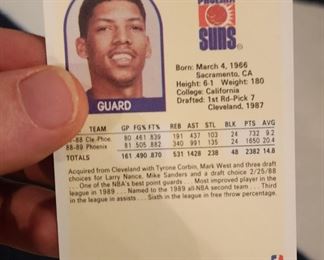 PHOENIX
SUNS
GUARD
Born: March 4, 1966
Sacramento, CA
Height: 6-1 Weight: 180
College: California
Drafted: 1st Rd-Pick 7
Cleveland, 1987
TEAM GP FG% FT% REB AST STL BLK PTS AVG
87-88 Cle-Phoe. 80 .461 .839 191 437 103 24 732 9.2
88-89 Phoenix 81 .505 .882 340 991 135 24 1650 20.4
TOTALS 161 .490 .870 531 1428 238 48 2382 14.8
Acquired from Cleveland with Tyrone Corbin, Mark West and three draft
choices for Larry Nance, Mike Sanders and a draft choice 2/25/88
. . . One of the NBA's best point guards . . . Most improved player in the
league in 1989 . . . Named to the 1989 all-NBA second team . . . Third in
the league in assists and eighth in free throw percentage in 1989.